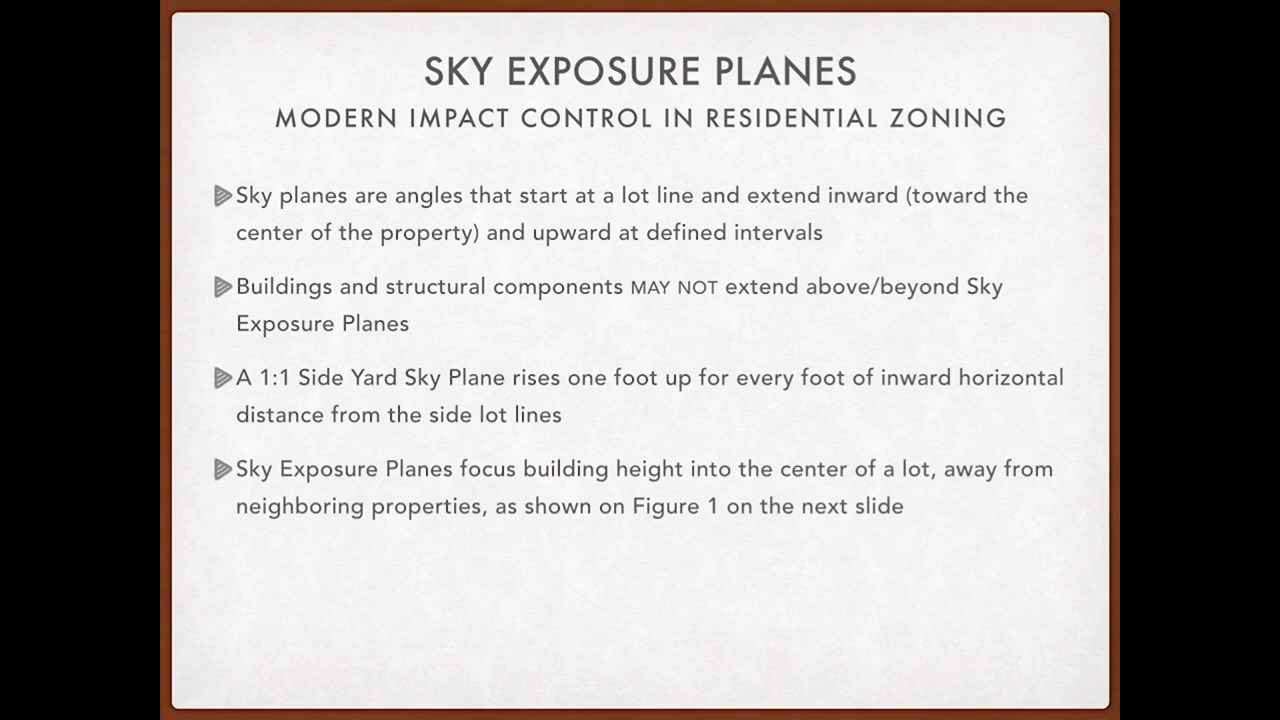 SKY EXPOSURE PLANES
MODERN IMPACT CONTROL IN RESIDENTIAL ZONING
Sky planes are angles that start at a lot line and extend inward (toward the
center of the property) and upward at defined intervals
Buildings and structural components MAY NOT extend above/beyond Sky
Exposure Planes
A 1:1 Side Yard Sky Plane rises one foot up for every foot of inward horizontal
distance from the side lot lines
Sky Exposure Planes focus building height into the center of a lot, away from
neighboring properties, as shown on Figure 1 on the next slide